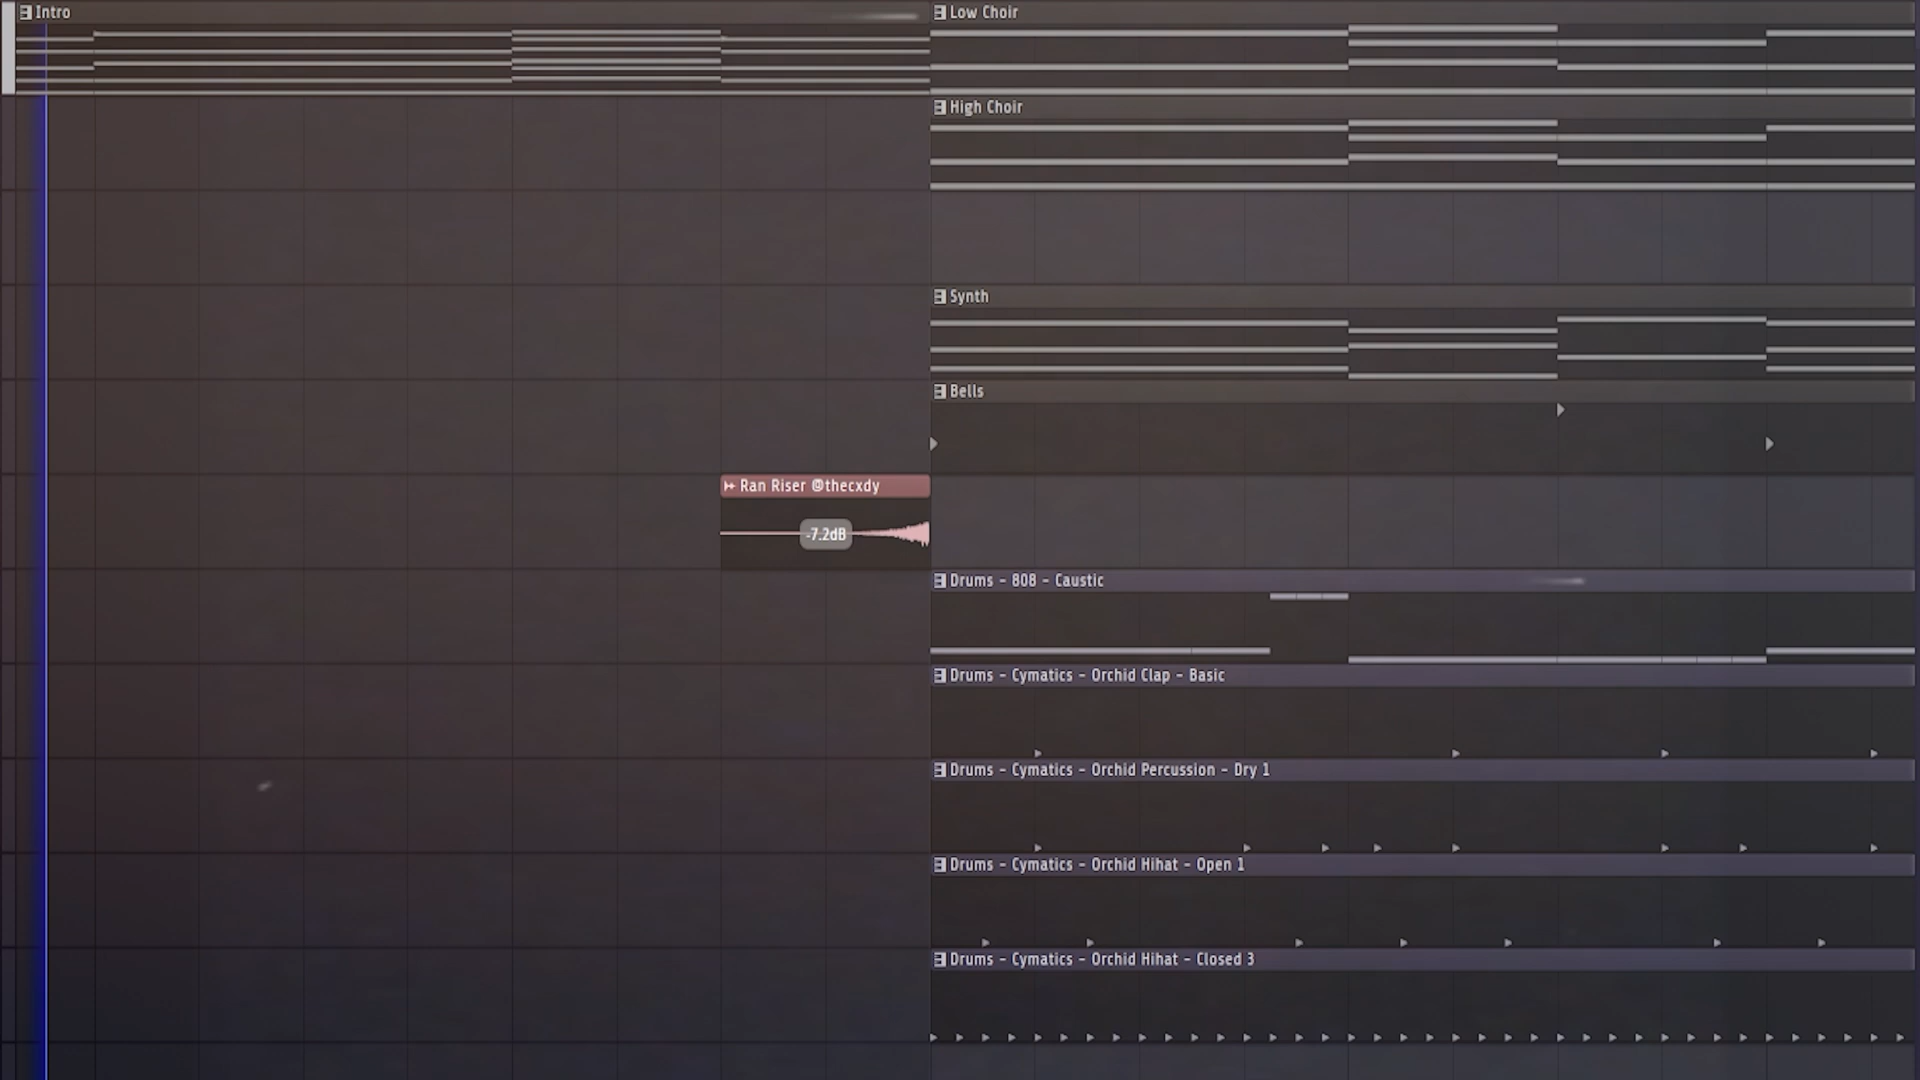 Intro
Low Choir
High Choir
Synth
Bells
Ran Riser @thecxdy
-7.2dB
Drums - 808 - Caustic
Drums - Cymatics - Orchid Clap - Basic
Drums - Cymatics - Orchid Percussion - Dry 1
Drums - Cymatics - Orchid Hihat - Open 1
Drums - Cymatics - Orchid Hihat - Closed 3